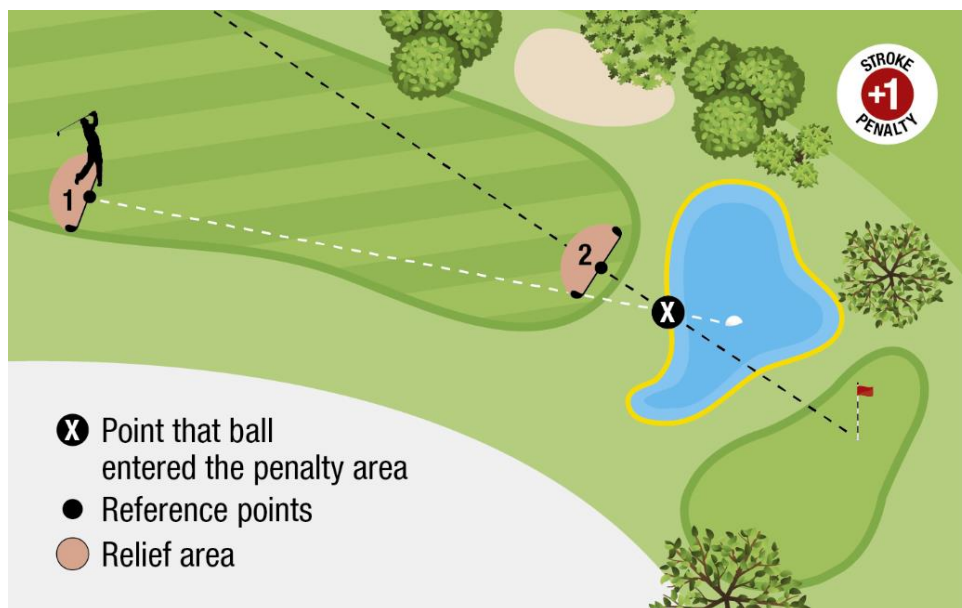 STROKE
+1
PENALTY
1
2
X
X Point that ball
entered the penalty area
Reference points
Relief area